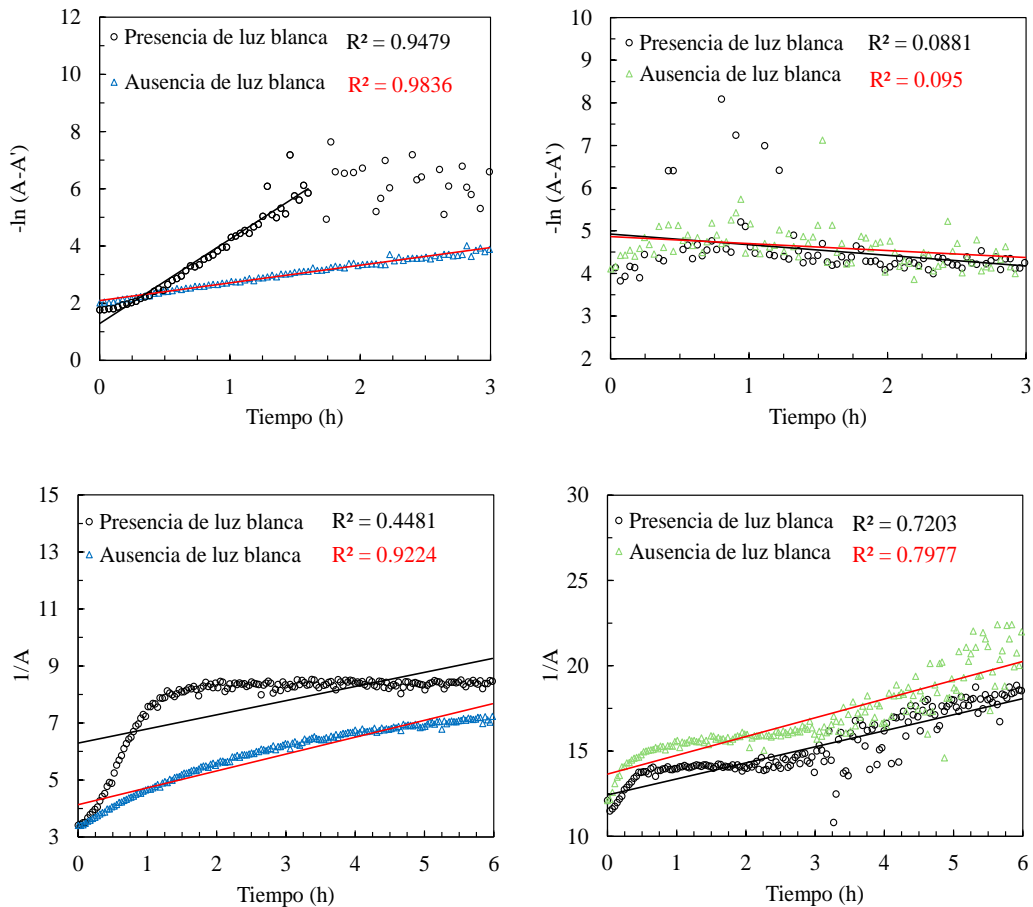 12
10
8
6
4
2
0
-ln (A-A')
Presencia de luz blanca R² = 0.9479
Ausencia de luz blanca R² = 0.9836
0 1 2 3
Tiempo (h)
10
9
8
7
6
5
4
3
2
-ln (A-A')
Presencia de luz blanca R² = 0.0881
Ausencia de luz blanca R² = 0.095
0 1 2 3
Tiempo (h)
15
13
11
9
7
5
3
1/A
Presencia de luz blanca R² = 0.4481
Ausencia de luz blanca R² = 0.9224
0 1 2 3 4 5 6
Tiempo (h)
30
25
20
15
10
1/A
Presencia de luz blanca R² = 0.7203
Ausencia de luz blanca R² = 0.7977
0 1 2 3 4 5 6
Tiempo (h)